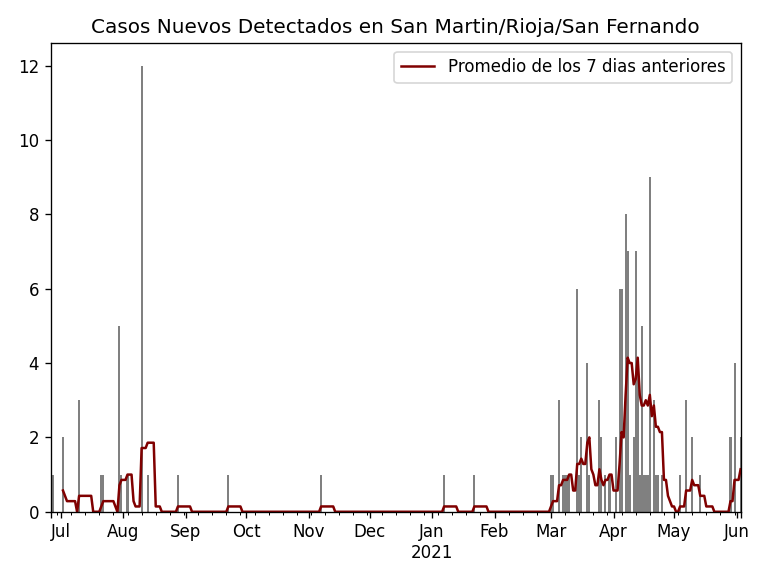 Casos Nuevos Detectados en San Martin/Rioja/San Fernando
Promedio de los 7 dias anteriores
12
10
8
6
4
2
0
Jul Aug Sep Oct Nov Dec Jan Feb Mar Apr May Jun
2021